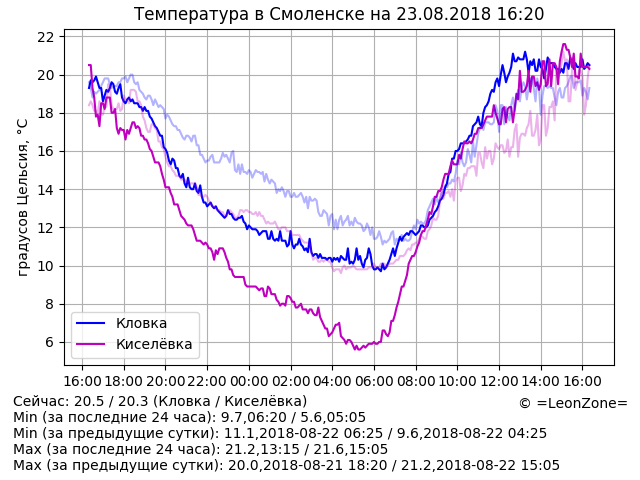 Температура в Смоленске на 23.08.2018 16:20
градусов Цельсия, °C
22
20
18
16
14
12
10
8
6
Кловка
Киселёвка
16:00 18:00 20:00 22:00 00:00 02:00 04:00 06:00 08:00 10:00 12:00 14:00 16:00
Сейчас: 20.5 / 20.3 (Кловка / Киселёвка)
© =LeonZone=
Min (за последние 24 часа): 9.7,06:20 / 5.6,05:05
Min (за предыдущие сутки): 11.1,2018-08-22 06:25 / 9.6,2018-08-22 04:25
Max (за последние 24 часа): 21.2,13:15 / 21.6,15:05
Max (за предыдущие сутки): 20.0,2018-08-21 18:20 / 21.2,2018-08-22 15:05